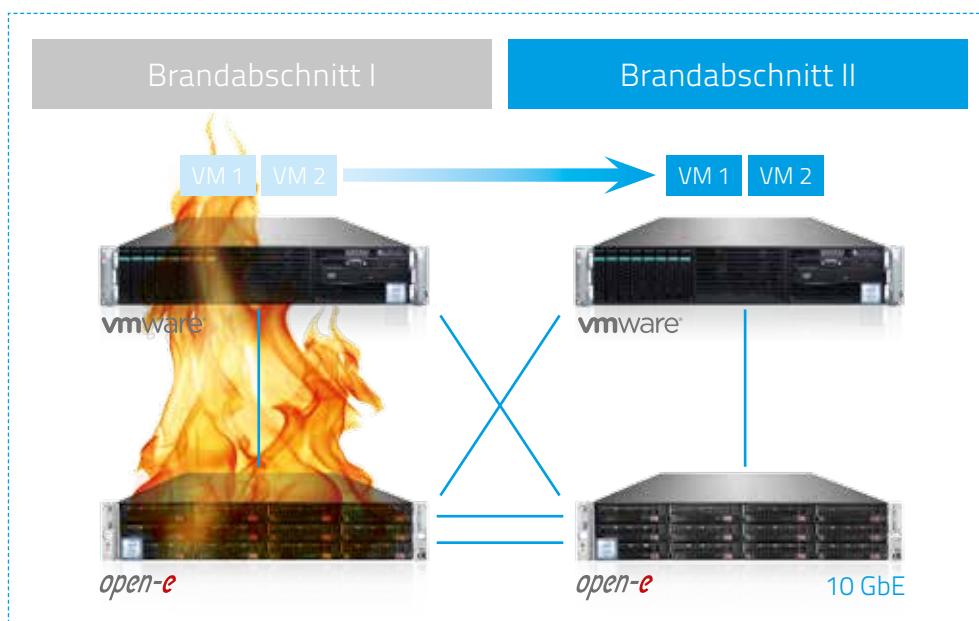 Brandabschnitt I
Brandabschnitt II
VM 1
VM 2
VM 1
VM 2
vmware
vmware
open-e
open-e
10 GbE